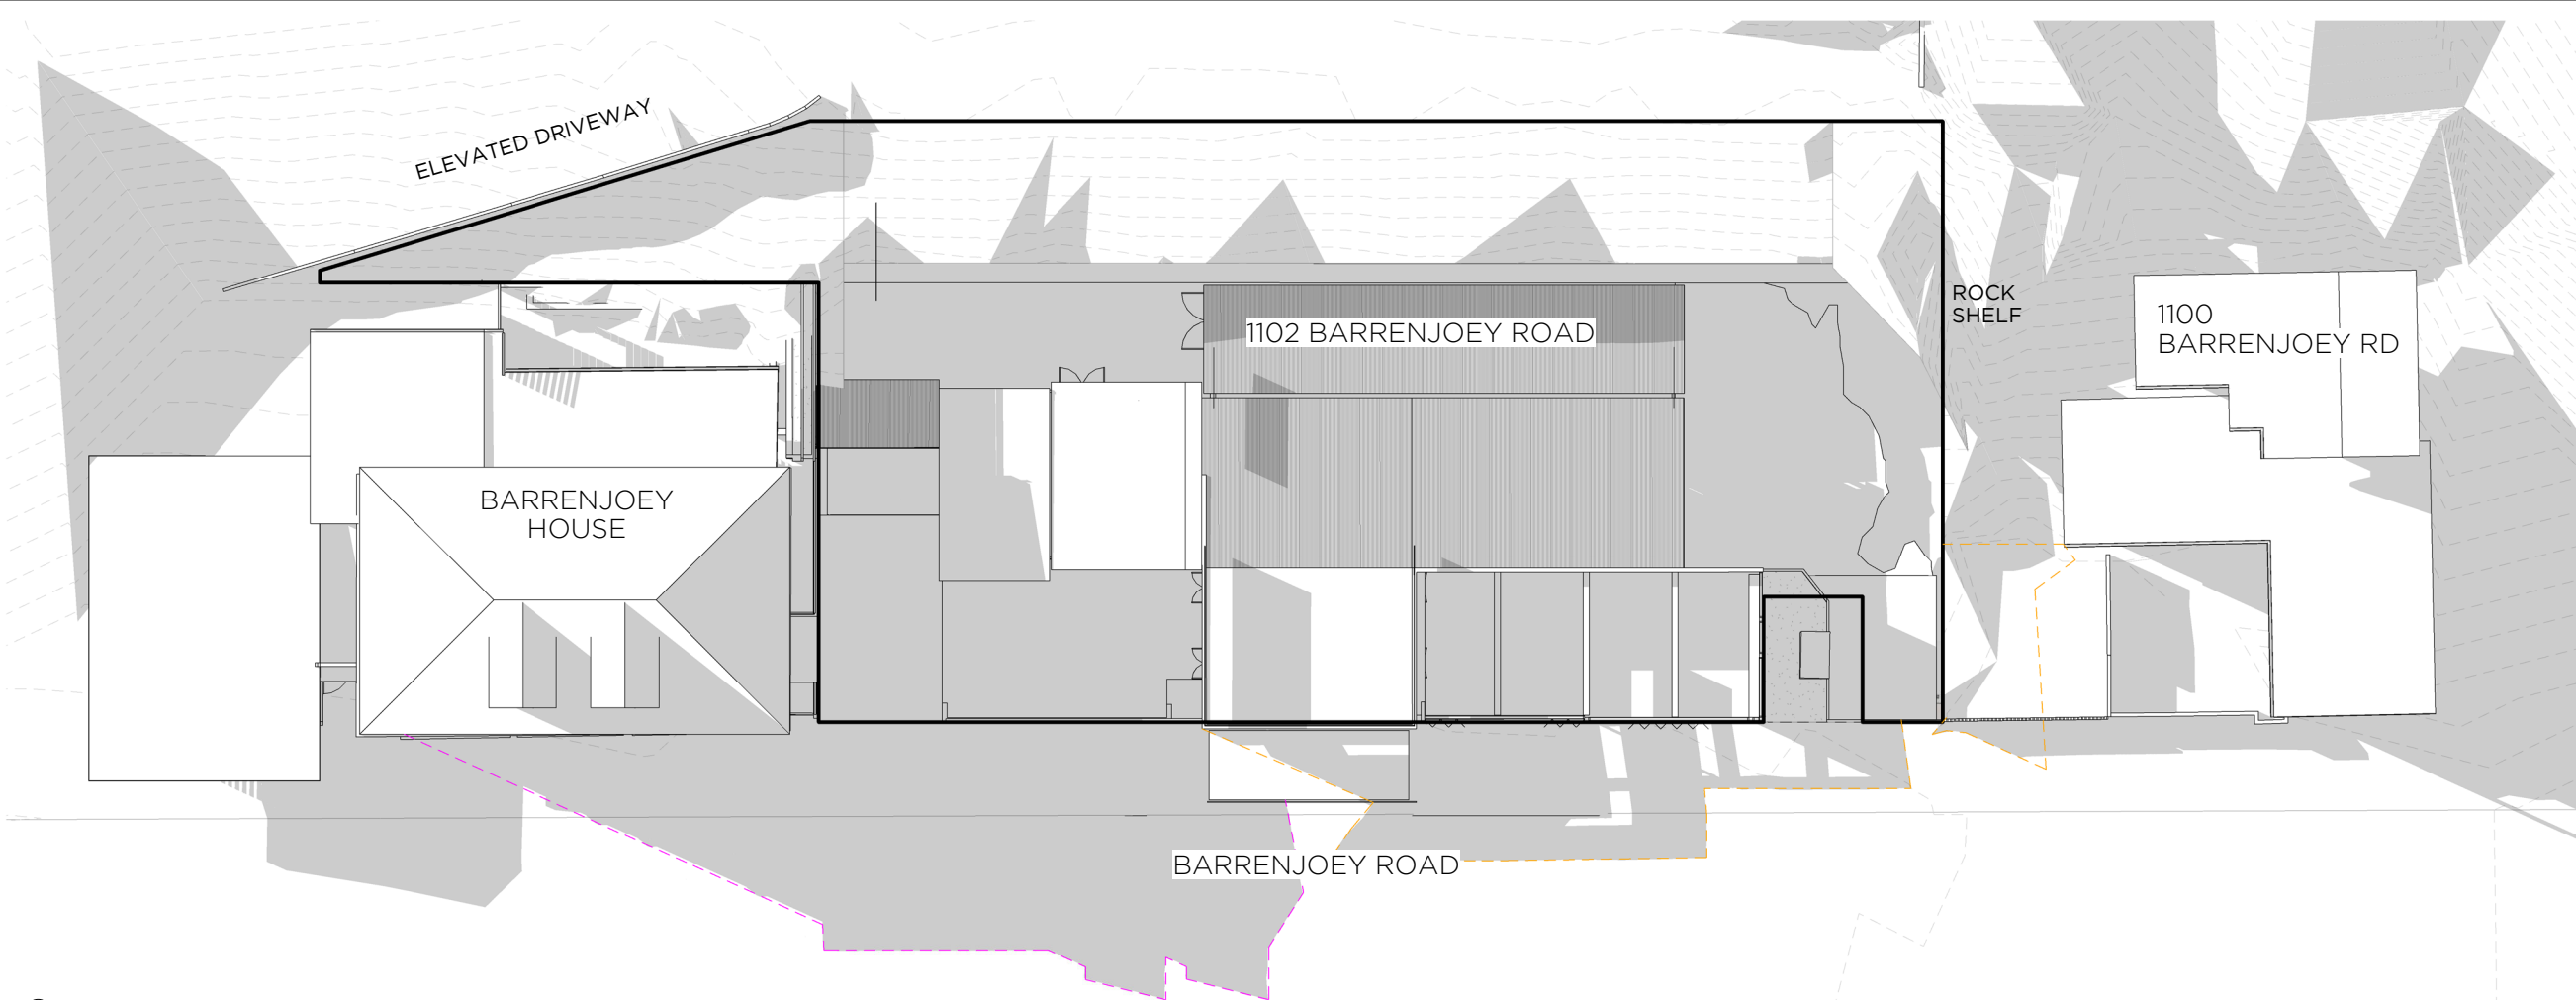 ELEVATED DRIVEWAY
ROCK
SHELF
1102 BARRENJOEY ROAD
1100
BARRENJOEY RD
BARRENJOEY
HOUSE
BARRENJOEY ROAD